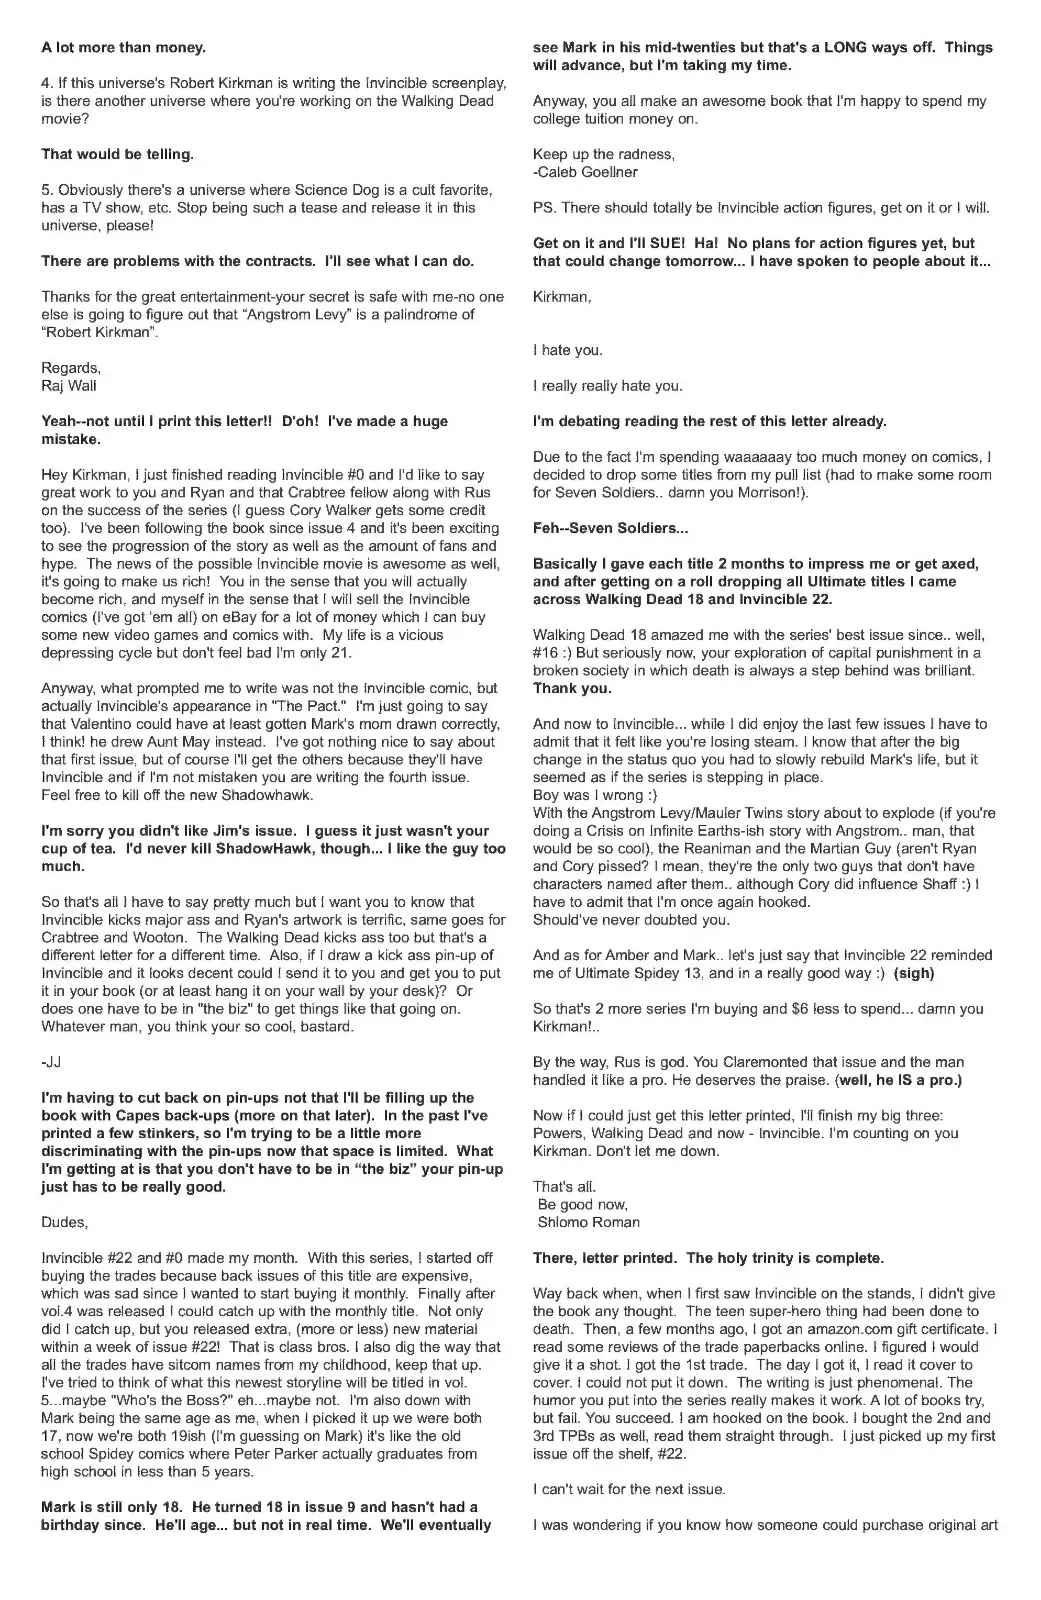 A lot more than money.
4. If this universe's Robert Kirkman is writing the Invincible screenplay,
is there another universe where you're working on the Walking Dead
movie?
That would be telling.
5. Obviously there's a universe where Science Dog is a cult favorite,
has a TV show, etc. Stop being such a tease and release it in this
universe, please!
There are problems with the contracts.  I'll see what I can do.
Thanks for the great entertainment-your secret is safe with me-no one
else is going to figure out that “Angstrom Levy” is a palindrome of
“Robert Kirkman”.
Regards,
Raj Wali
Yeah--not until I print this letter!!  D'oh!  I've made a huge
mistake.
Hey Kirkman, I just finished reading Invincible #0 and I'd like to say
great work to you and Ryan and that Crabtree fellow along with Rus
on the success of the series (I guess Cory Walker gets some credit
too).  I've been following the book since issue 4 and it's been exciting
to see the progression of the story as well as the amount of fans and
hype.  The news of the possible Invincible movie is awesome as well,
it's going to make us rich!  You in the sense that you will actually
become rich, and myself in the sense that I will sell the Invincible
comics (I've got 'em all) on eBay for a lot of money which I can buy
some new video games and comics with.  My life is a vicious
depressing cycle but don't feel bad I'm only 21.
Anyway, what prompted me to write was not the Invincible comic, but
actually Invincible's appearance in "The Pact."  I'm just going to say
that Valentino could have at least gotten Mark's mom drawn correctly,
I think! he drew Aunt May instead.  I've got nothing nice to say about
that first issue, but of course I'll get the others because they'll have
Invincible and if I'm not mistaken you are writing the fourth issue.
Feel free to kill off the new Shadowhawk.
I'm sorry you didn't like Jim's issue.  I guess it just wasn't your
cup of tea.  I'd never kill ShadowHawk, though... I like the guy too
much.
So that's all I have to say pretty much but I want you to know that
Invincible kicks major ass and Ryan's artwork is terrific, same goes for
Crabtree and Wooton.  The Walking Dead kicks ass too but that's a
different letter for a different time.  Also, if I draw a kick ass pin-up of
Invincible and it looks decent could I send it to you and get you to put
it in your book (or at least hang it on your wall by your desk)?  Or
does one have to be in "the biz" to get things like that going on.
Whatever man, you think your so cool, bastard.
-JJ
I'm having to cut back on pin-ups not that I'll be filling up the
book with Capes back-ups (more on that later).  In the past I've
printed a few stinkers, so I'm trying to be a little more
discriminating with the pin-ups now that space is limited.  What
I'm getting at is that you don't have to be in “the biz” your pin-up
just has to be really good.
Dudes,
Invincible #22 and #0 made my month.  With this series, I started off
buying the trades because back issues of this title are expensive,
which was sad since I wanted to start buying it monthly.  Finally after
vol.4 was released I could catch up with the monthly title.  Not only
did I catch up, but you released extra, (more or less) new material
within a week of issue #22!  That is class bros. I also dig the way that
all the trades have sitcom names from my childhood, keep that up.
I've tried to think of what this newest storyline will be titled in vol.
5...maybe "Who's the Boss?" eh...maybe not.  I'm also down with
Mark being the same age as me, when I picked it up we were both
17, now we're both 19ish (I'm guessing on Mark) it's like the old
school Spidey comics where Peter Parker actually graduates from
high school in less than 5 years.
Mark is still only 18.  He turned 18 in issue 9 and hasn't had a
birthday since.  He'll age... but not in real time.  We'll eventually
see Mark in his mid-twenties but that's a LONG ways off.  Things
will advance, but I'm taking my time.
Anyway, you all make an awesome book that I'm happy to spend my
college tuition money on.
Keep up the radness,
-Caleb Goellner
PS. There should totally be Invincible action figures, get on it or I will.
Get on it and I'll SUE!  Ha!  No plans for action figures yet, but
that could change tomorrow... I have spoken to people about it...
Kirkman,
I hate you.
I really really hate you.
I'm debating reading the rest of this letter already.
Due to the fact I'm spending waaaaaay too much money on comics, I
decided to drop some titles from my pull list (had to make some room
for Seven Soldiers.. damn you Morrison!).
Feh--Seven Soldiers...
Basically I gave each title 2 months to impress me or get axed,
and after getting on a roll dropping all Ultimate titles I came
across Walking Dead 18 and Invincible 22.
Walking Dead 18 amazed me with the series' best issue since.. well,
#16 :) But seriously now, your exploration of capital punishment in a
broken society in which death is always a step behind was brilliant.
Thank you.
And now to Invincible... while I did enjoy the last few issues I have to
admit that it felt like you're losing steam. I know that after the big
change in the status quo you had to slowly rebuild Mark's life, but it
seemed as if the series is stepping in place.
Boy was I wrong :)
With the Angstrom Levy/Mauler Twins story about to explode (if you're
doing a Crisis on Infinite Earths-ish story with Angstrom.. man, that
would be so cool), the Reaniman and the Martian Guy (aren't Ryan
and Cory pissed? I mean, they're the only two guys that don't have
characters named after them.. although Cory did influence Shaff :) I
have to admit that I'm once again hooked.
Should've never doubted you.
And as for Amber and Mark.. let's just say that Invincible 22 reminded
me of Ultimate Spidey 13, and in a really good way :)  (sigh)
So that's 2 more series I'm buying and $6 less to spend... damn you
Kirkman!..
By the way, Rus is god. You Claremonted that issue and the man
handled it like a pro. He deserves the praise. (well, he IS a pro.)
Now if I could just get this letter printed, I'll finish my big three:
Powers, Walking Dead and now - Invincible. I'm counting on you
Kirkman. Don't let me down.
That's all.
Be good now,
Shlomo Roman
There, letter printed.  The holy trinity is complete.
Way back when, when I first saw Invincible on the stands, I didn't give
the book any thought.  The teen super-hero thing had been done to
death.  Then, a few months ago, I got an amazon.com gift certificate. I
read some reviews of the trade paperbacks online. I figured I would
give it a shot. I got the 1st trade.  The day I got it, I read it cover to
cover. I could not put it down.  The writing is just phenomenal. The
humor you put into the series really makes it work. A lot of books try,
but fail. You succeed. I am hooked on the book. I bought the 2nd and
3rd TPBs as well, read them straight through.  I just picked up my first
issue off the shelf, #22.
I can't wait for the next issue.
I was wondering if you know how someone could purchase original art